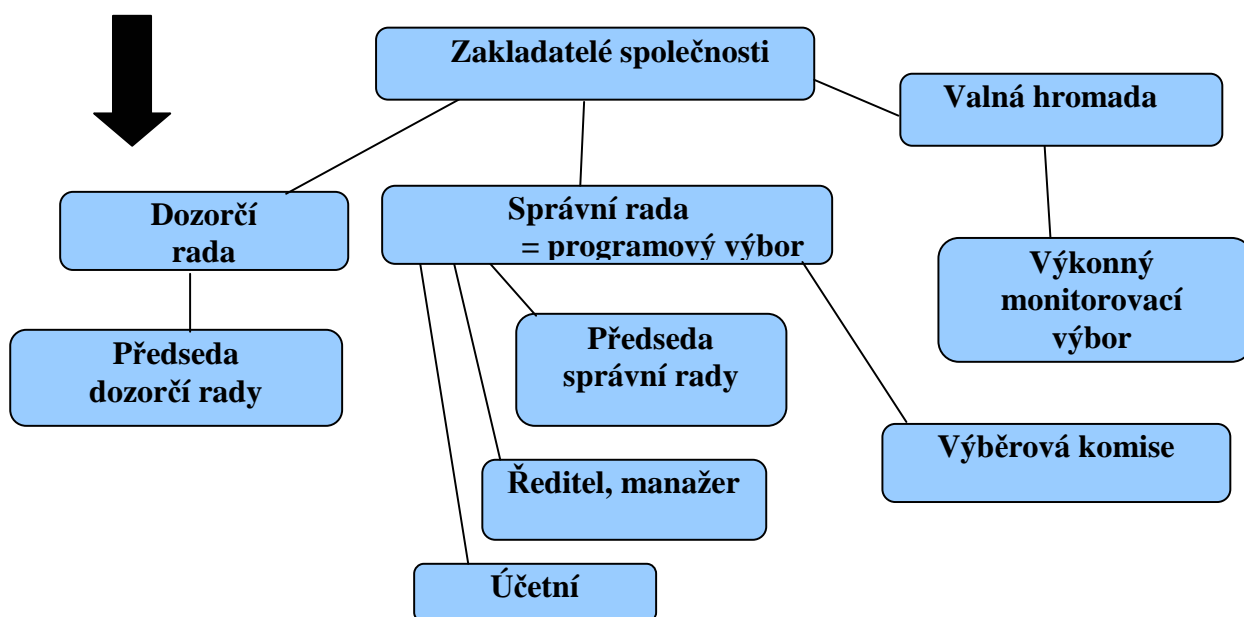 Zakladatelé společnosti
Valná hromada
Dozorčí
rada
Správní rada
= programový výbor
Výkonný
monitorovací
výbor
Předseda
dozorčí rady
Předseda
správní rady
Výběrová komise
Ředitel, manažer
Účetní